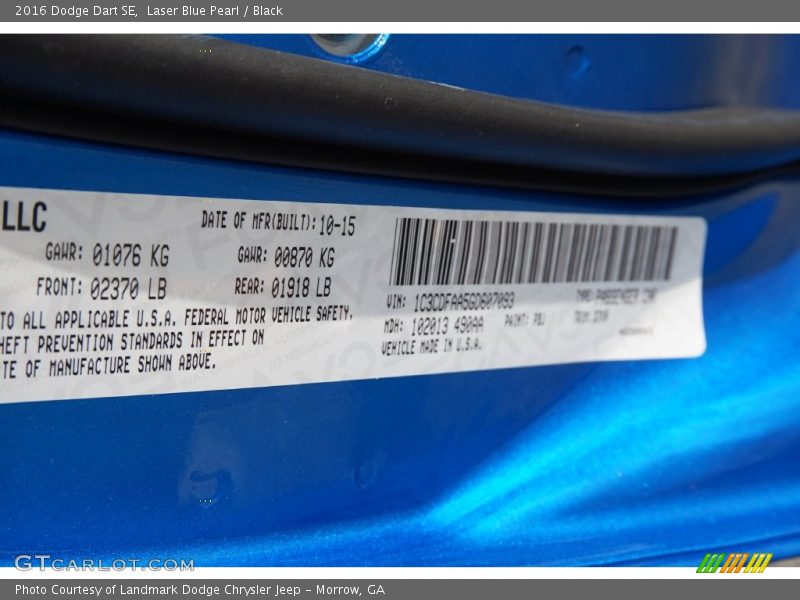 2016 Dodge Dart SE,  Laser Blue Pearl / Black
LLC
DATE OF MFR(BUILT): 10-15
GAWR: 01076 KG
GAWR: 00870 KG
FRONT: 02370 LB
REAR: 01918 LB
TO ALL APPLICABLE U.S.A. FEDERAL MOTOR VEHICLE SAFETY,
HEFT PREVENTION STANDARDS IN EFFECT ON
TE OF MANUFACTURE SHOWN ABOVE.
VIN: 1C3CDFAA5GD607093
TYPE: PASSENGER CAR
MDH: 102013 490AA
PAINT: PBJ
VEHICLE MADE IN U.S.A.
GTCARLOT.COM
Photo Courtesy of Landmark Dodge Chrysler Jeep – Morrow, GA